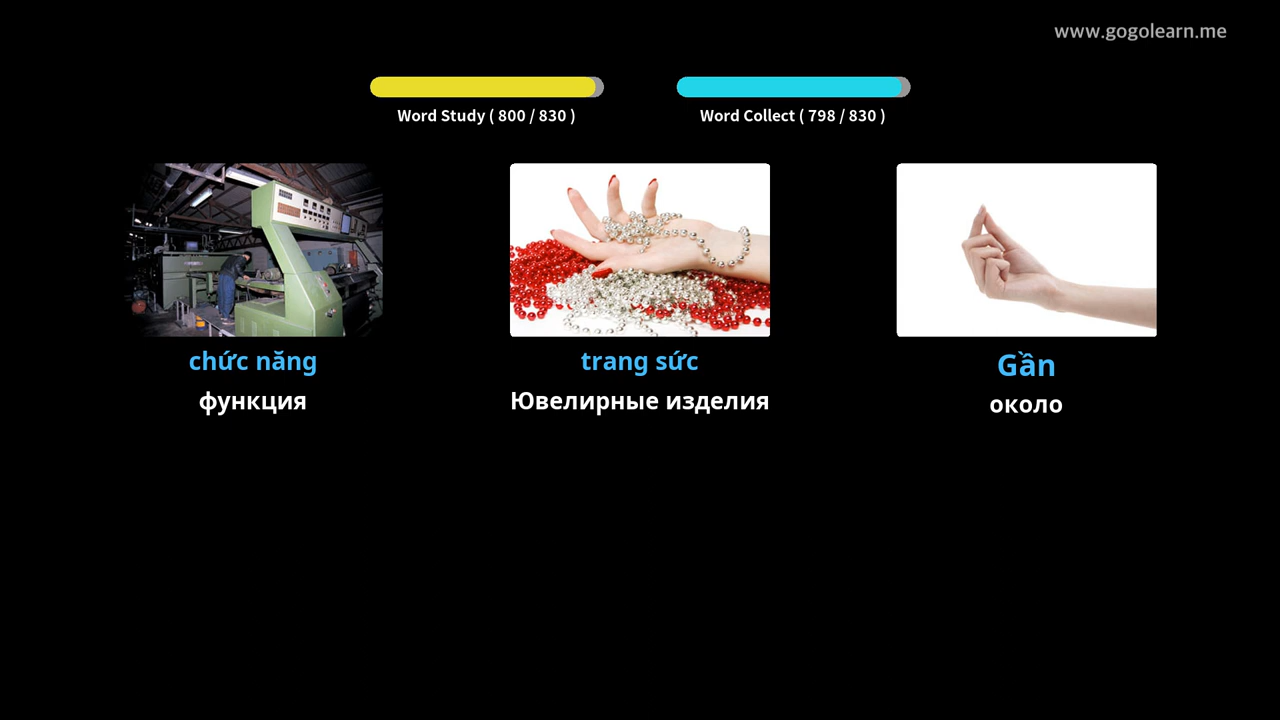 www.gogolearn.me
Word Study ( 800 / 830 )
Word Collect ( 798 / 830 )
chức năng
функция
trang sức
Ювелирные изделия
Gần
около